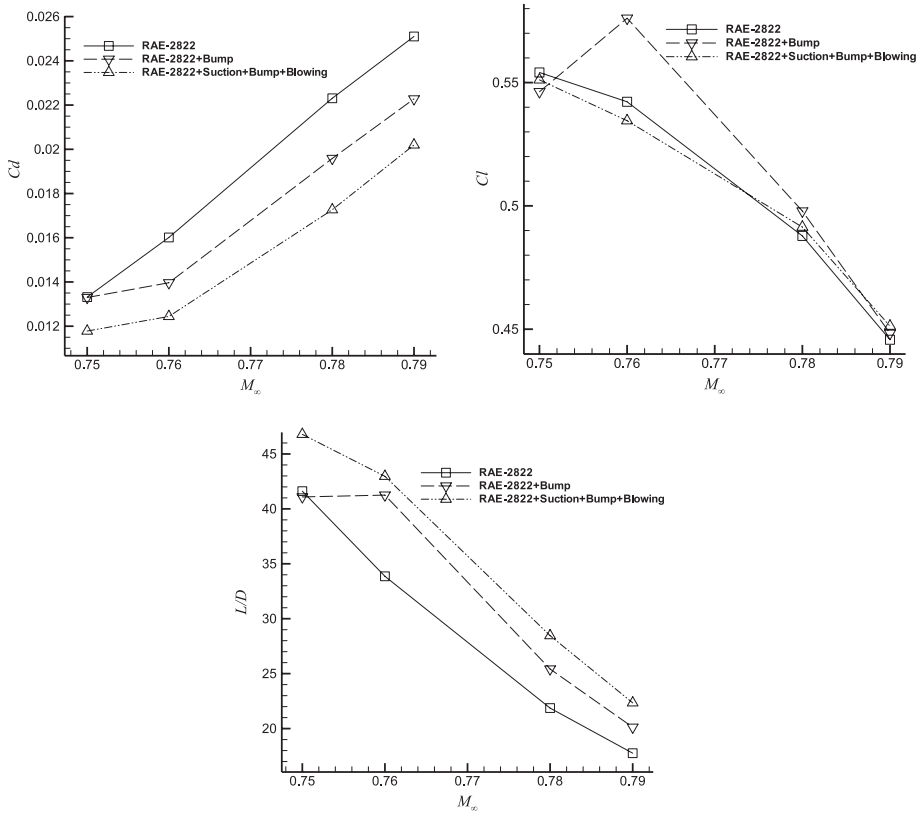 0.026
0.024
0.022
0.02
0.018
0.016
0.014
0.012
Cd
RAE-2822
RAE-2822+Bump
RAE-2822+Suction+Bump+Blowing
0.75 0.76 0.77 0.78 0.79
M∞
0.55
0.5
0.45
Cl
RAE-2822
RAE-2822+Bump
RAE-2822+Suction+Bump+Blowing
0.75 0.76 0.77 0.78 0.79
M∞
45
40
35
30
25
20
L/D
RAE-2822
RAE-2822+Bump
RAE-2822+Suction+Bump+Blowing
0.75 0.76 0.77 0.78 0.79
M∞